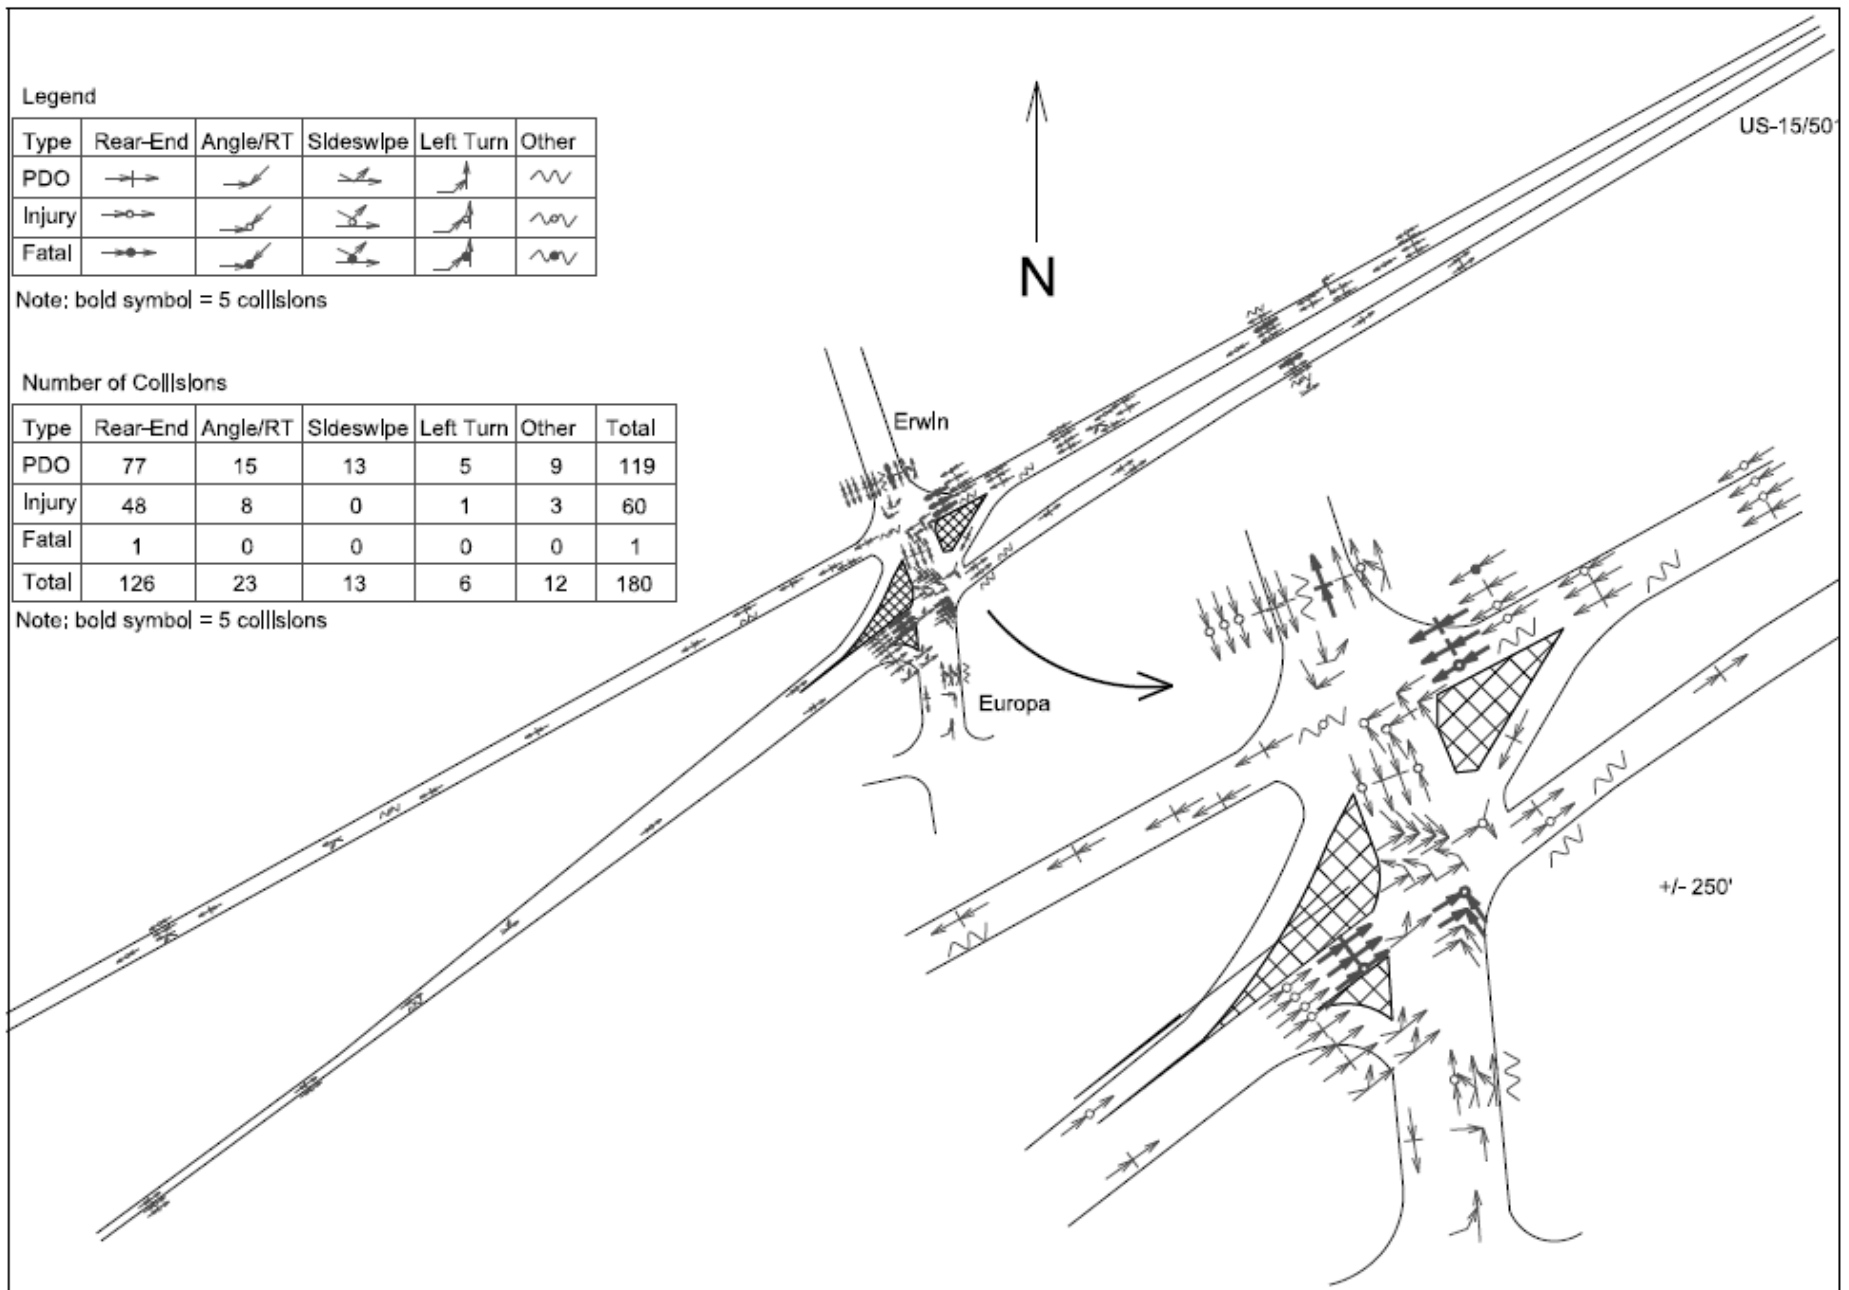 Legend
Type Rear-End Angle/RT Sideswipe Left Turn Other
PDO
Injury
Fatal
Note: bold symbol = 5 collisions
Number of Collisions
Type Rear-End Angle/RT Sideswipe Left Turn Other Total
PDO 77 15 13 5 9 119
Injury 48 8 0 1 3 60
Fatal 1 0 0 0 0 1
Total 126 23 13 6 12 180
Note: bold symbol = 5 collisions
N
US-15/501
Erwin
Europa
+/- 250'